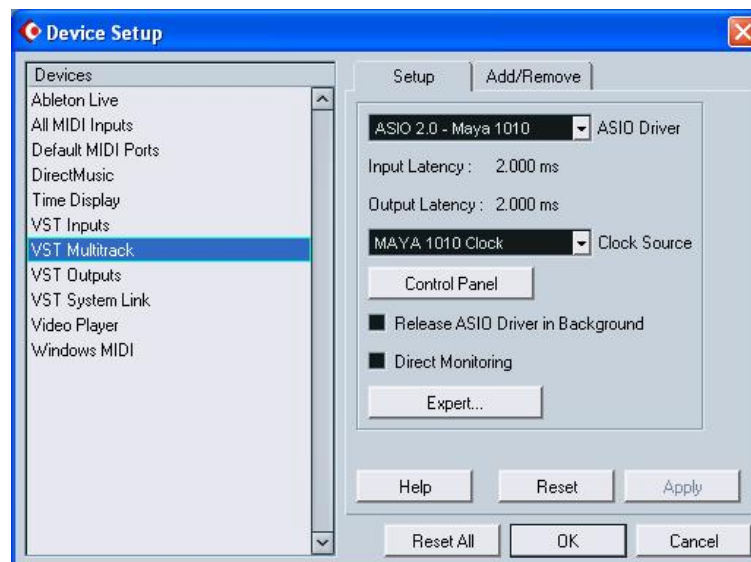 Device Setup
Devices
Ableton Live
All MIDI Inputs
Default MIDI Ports
DirectMusic
Time Display
VST Inputs
VST Multitrack
VST Outputs
VST System Link
Video Player
Windows MIDI
Setup
Add/Remove
ASIO 2.0 - Maya 1010 ASIO Driver
Input Latency : 2.000 ms
Output Latency : 2.000 ms
MAYA 1010 Clock Clock Source
Control Panel
Release ASIO Driver in Background
Direct Monitoring
Expert...
Help Reset Apply
Reset All OK Cancel